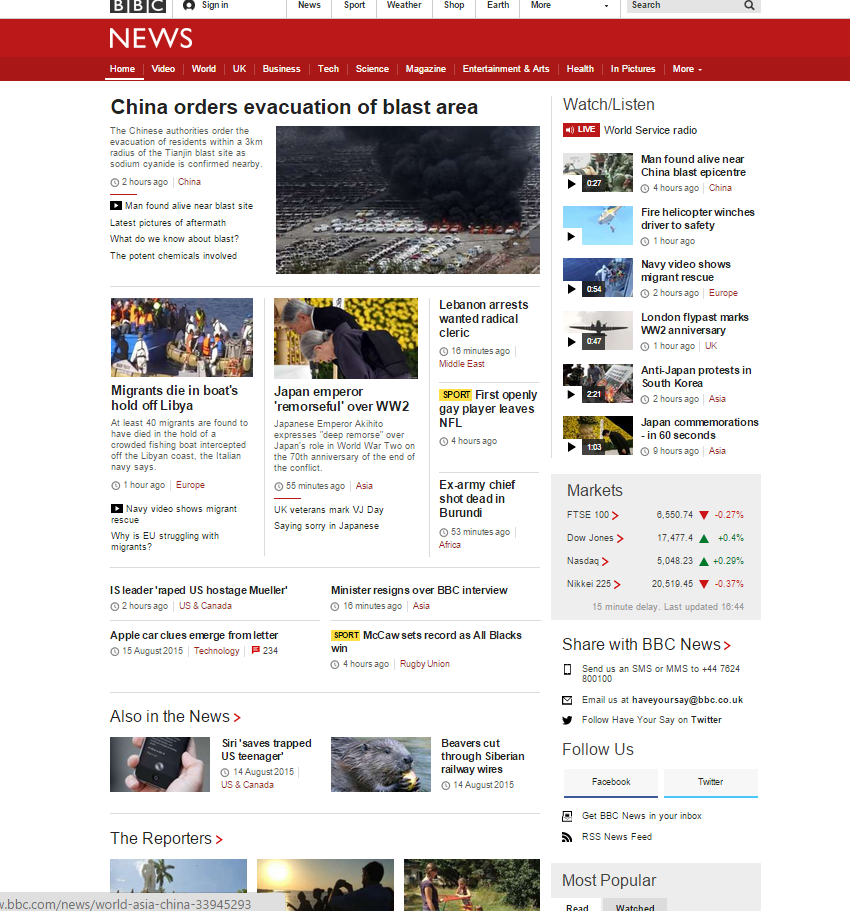 BBC Sign in News Sport Weather Shop Earth More Search
NEWS
Home Video World UK Business Tech Science Magazine Entertainment & Arts Health In Pictures More
China orders evacuation of blast area
The Chinese authorities order the
evacuation of residents within a 3km
radius of the Tianjin blast site as
sodium cyanide is confirmed nearby.
2 hours ago China
Man found alive near blast site
Latest pictures of aftermath
What do we know about blast?
The potent chemicals involved
Migrants die in boat's
hold off Libya
At least 40 migrants are found to
have died in the hold of a
crowded fishing boat intercepted
off the Libyan coast, the Italian
navy says.
1 hour ago Europe
Navy video shows migrant
rescue
Why is EU struggling with
migrants?
Japan emperor
'remorseful' over WW2
Japanese Emperor Akihito
expresses "deep remorse" over
Japan's role in World War Two on
the 70th anniversary of the end of
the conflict.
55 minutes ago Asia
UK veterans mark VJ Day
Saying sorry in Japanese
Lebanon arrests
wanted radical
cleric
16 minutes ago
Middle East
SPORT First openly
gay player leaves
NFL
4 hours ago
Ex-army chief
shot dead in
Burundi
53 minutes ago
Africa
IS leader 'raped US hostage Mueller'
2 hours ago US & Canada
Minister resigns over BBC interview
16 minutes ago Asia
Apple car clues emerge from letter
15 August 2015 Technology 234
SPORT McCaw sets record as All Blacks
win
4 hours ago Rugby Union
Also in the News
Siri 'saves trapped
US teenager'
14 August 2015
US & Canada
Beavers cut
through Siberian
railway wires
14 August 2015
The Reporters
Watch/Listen
LIVE World Service radio
0:27
Man found alive near
China blast epicentre
4 hours ago China
Fire helicopter winches
driver to safety
1 hour ago
0:54
Navy video shows
migrant rescue
2 hours ago Europe
0:47
London flypast marks
WW2 anniversary
1 hour ago UK
2:21
Anti-Japan protests in
South Korea
2 hours ago Asia
1:03
Japan commemorations
- in 60 seconds
9 hours ago Asia
Markets
FTSE 100 6,550.74 -0.27%
Dow Jones 17,477.4 +0.4%
Nasdaq 5,048.23 +0.29%
Nikkei 225 20,519.45 -0.37%
15 minute delay. Last updated 16:44
Share with BBC News
Send us an SMS or MMS to +44 7624
800100
Email us at haveyoursay@bbc.co.uk
Follow Have Your Say on Twitter
Follow Us
Facebook Twitter
Get BBC News in your inbox
RSS News Feed
Most Popular
Read Watched
w.bbc.com/news/world-asia-china-33945293